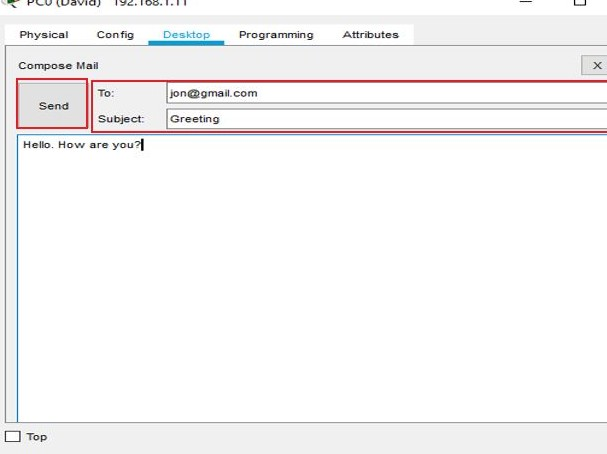 PC0 (David) 192.168.1.11
Physical Config Desktop Programming Attributes
Compose Mail X
Send
To: jon@gmail.com
Subject: Greeting
Hello. How are you?
Top